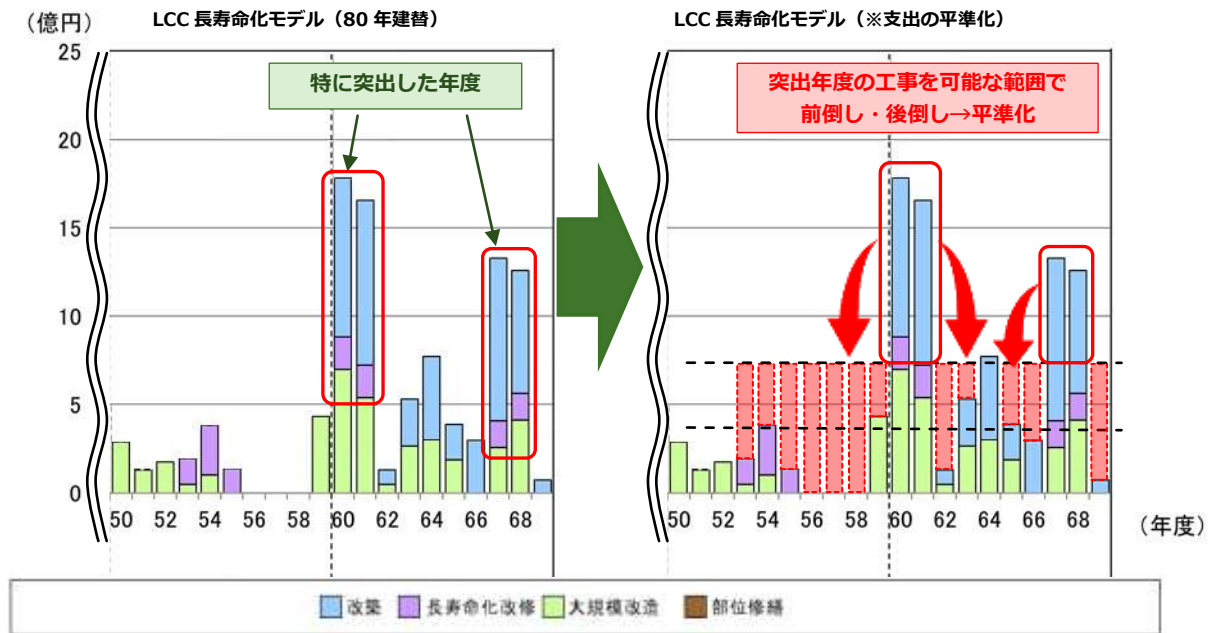 LCC 長寿命化モデル（80 年建替）
LCC 長寿命化モデル（※支出の平準化）
（億円）
特に突出した年度
突出年度の工事を可能な範囲で
前倒し・後倒し→平準化
25
20
15
10
5
0
50 52 54 56 58 60 62 64 66 68
50 52 54 56 58 60 62 64 66 68
（年度）
改築 長寿命化改修 大規模改造 部位修繕